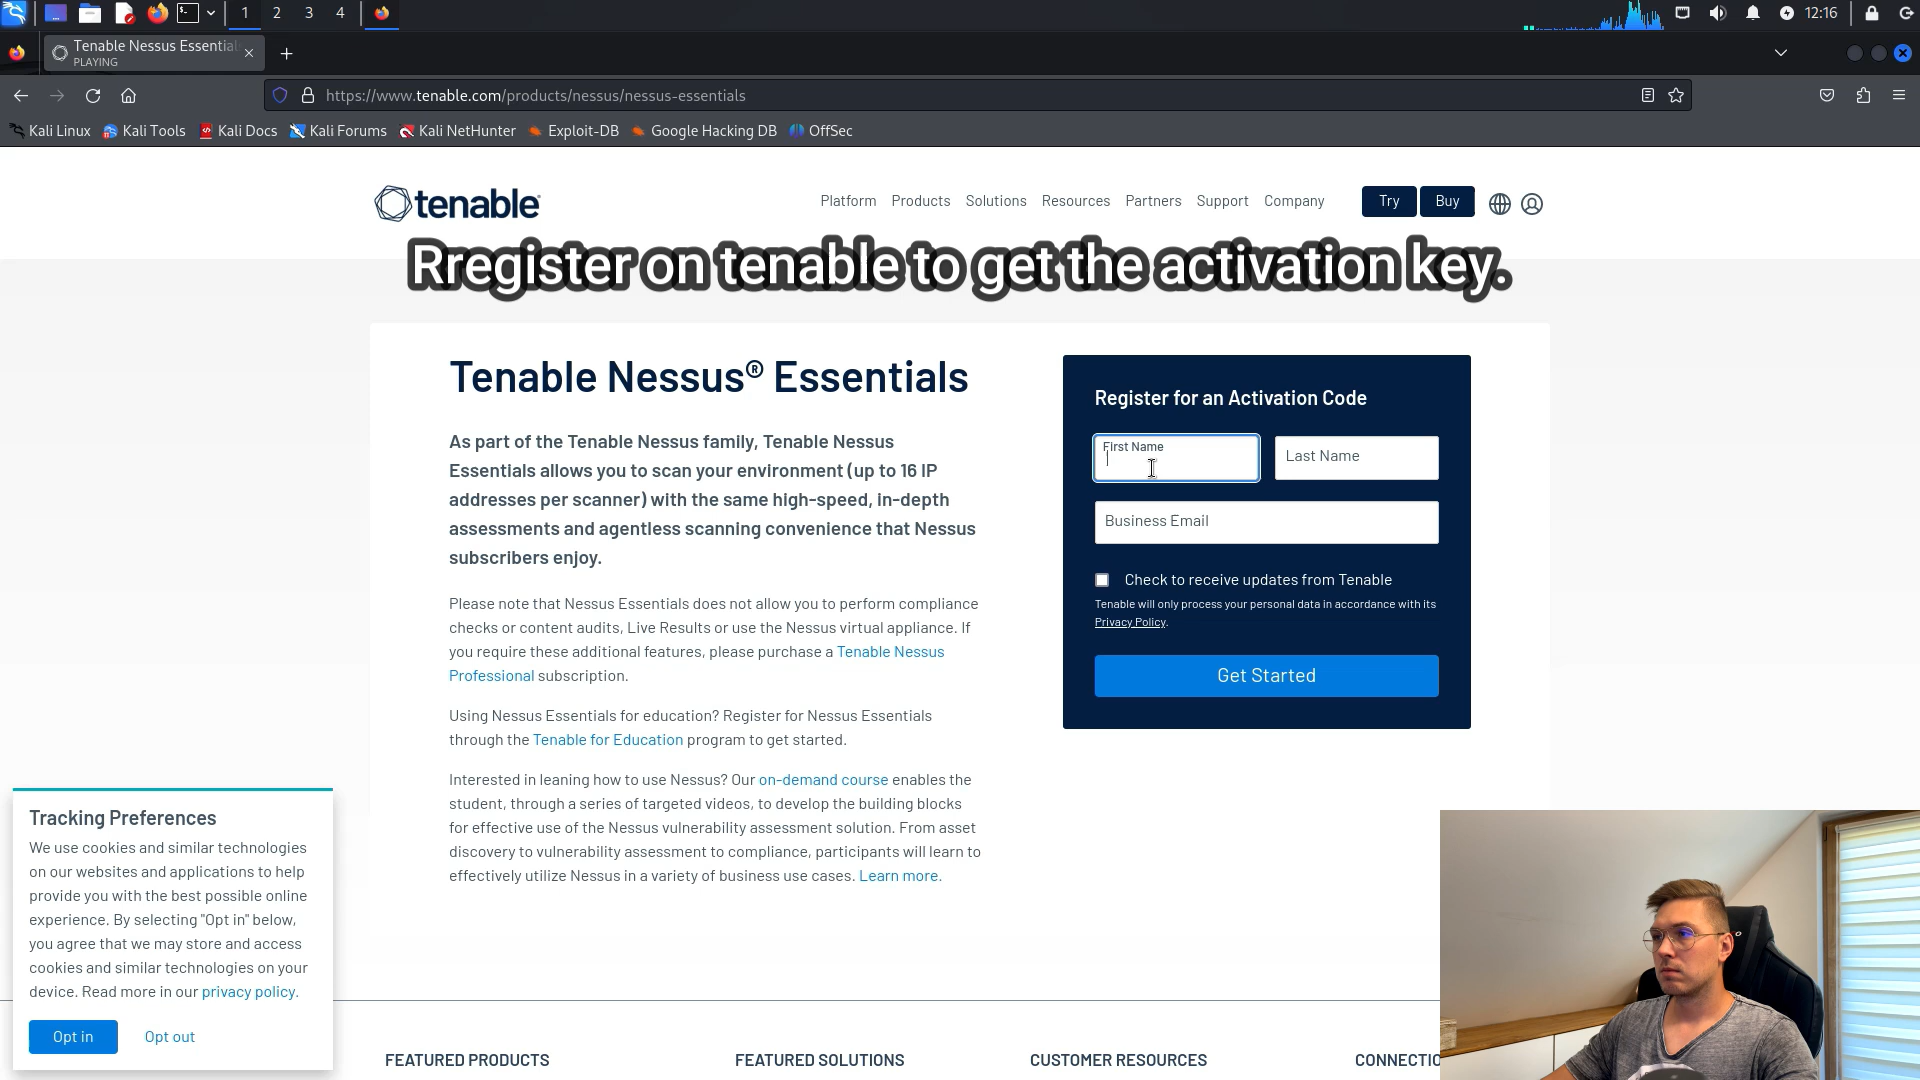 1 2 3 4
12:16
Tenable Nessus Essential
PLAYING
https://www.tenable.com/products/nessus/nessus-essentials
Kali Linux Kali Tools Kali Docs Kali Forums Kali NetHunter Exploit-DB Google Hacking DB OffSec
tenable
Platform Products Solutions Resources Partners Support Company Try Buy
Rregister on tenable to get the activation key.
Tenable Nessus® Essentials
As part of the Tenable Nessus family, Tenable Nessus
Essentials allows you to scan your environment (up to 16 IP
addresses per scanner) with the same high-speed, in-depth
assessments and agentless scanning convenience that Nessus
subscribers enjoy.
Please note that Nessus Essentials does not allow you to perform compliance
checks or content audits, Live Results or use the Nessus virtual appliance. If
you require these additional features, please purchase a Tenable Nessus
Professional subscription.
Using Nessus Essentials for education? Register for Nessus Essentials
through the Tenable for Education program to get started.
Interested in leaning how to use Nessus? Our on-demand course enables the
student, through a series of targeted videos, to develop the building blocks
for effective use of the Nessus vulnerability assessment solution. From asset
discovery to vulnerability assessment to compliance, participants will learn to
effectively utilize Nessus in a variety of business use cases. Learn more.
Register for an Activation Code
First Name
Last Name
Business Email
Check to receive updates from Tenable
Tenable will only process your personal data in accordance with its
Privacy Policy.
Get Started
Tracking Preferences
We use cookies and similar technologies
on our websites and applications to help
provide you with the best possible online
experience. By selecting "Opt in" below,
you agree that we may store and access
cookies and similar technologies on your
device. Read more in our privacy policy.
Opt in Opt out
FEATURED PRODUCTS FEATURED SOLUTIONS CUSTOMER RESOURCES CONNECTIO